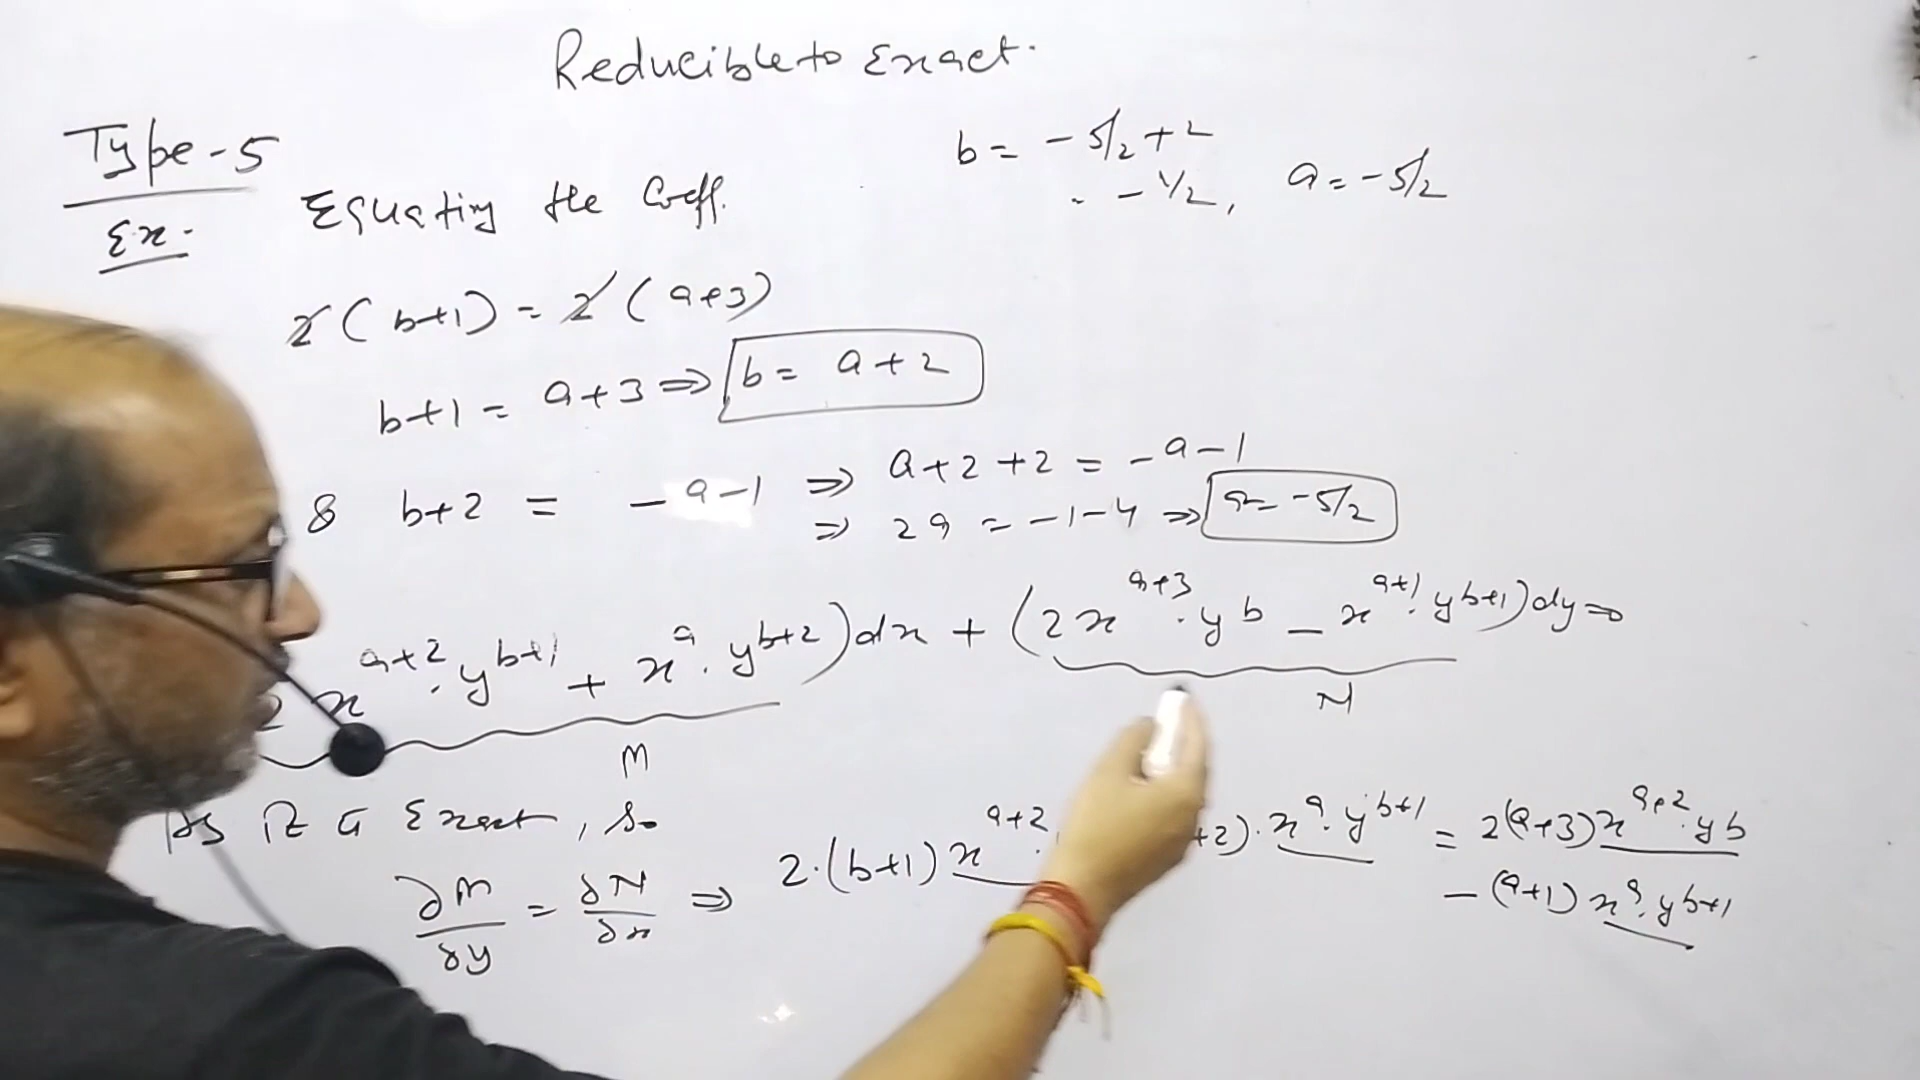 Reducible to Exact.
Type-5
Ex.
Equating the Coeff.
b = -5/2 + 2
= -1/2, a = -5/2
2(b+1) = 2(a+3)
b+1 = a+3 ⇒ b = a+2
& b+2 = -a-1 ⇒ a+2+2 = -a-1
⇒ 2a = -1-4 ⇒ a = -5/2
x^{a+2}·y^{b+1} + x^a·y^{b+2})dx + (2x^{a+3}·y^b - x^{a+1}·y^{b+1})dy=0
M N
As it is Exact, so
∂M/∂y = ∂N/∂x ⇒ 2·(b+1)x^{a+2}· +2)·x^a·y^{b+1} = 2(a+3)x^{a+2}·y^b
-(a+1)x^a·y^{b+1}